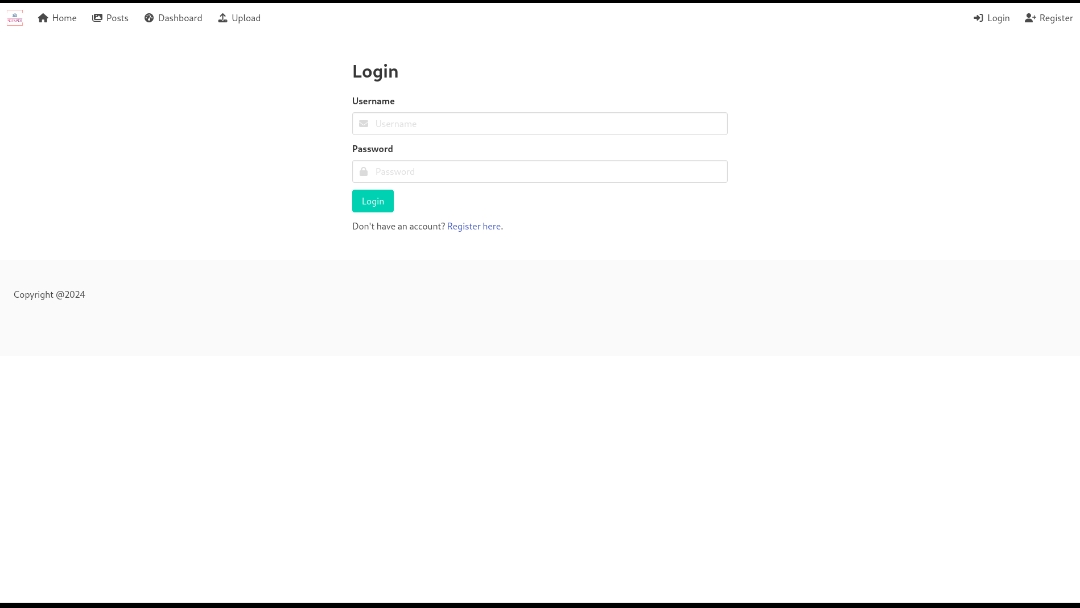 Home Posts Dashboard Upload Login Register
Login
Username
Username
Password
Password
Login
Don't have an account? Register here.
Copyright @2024